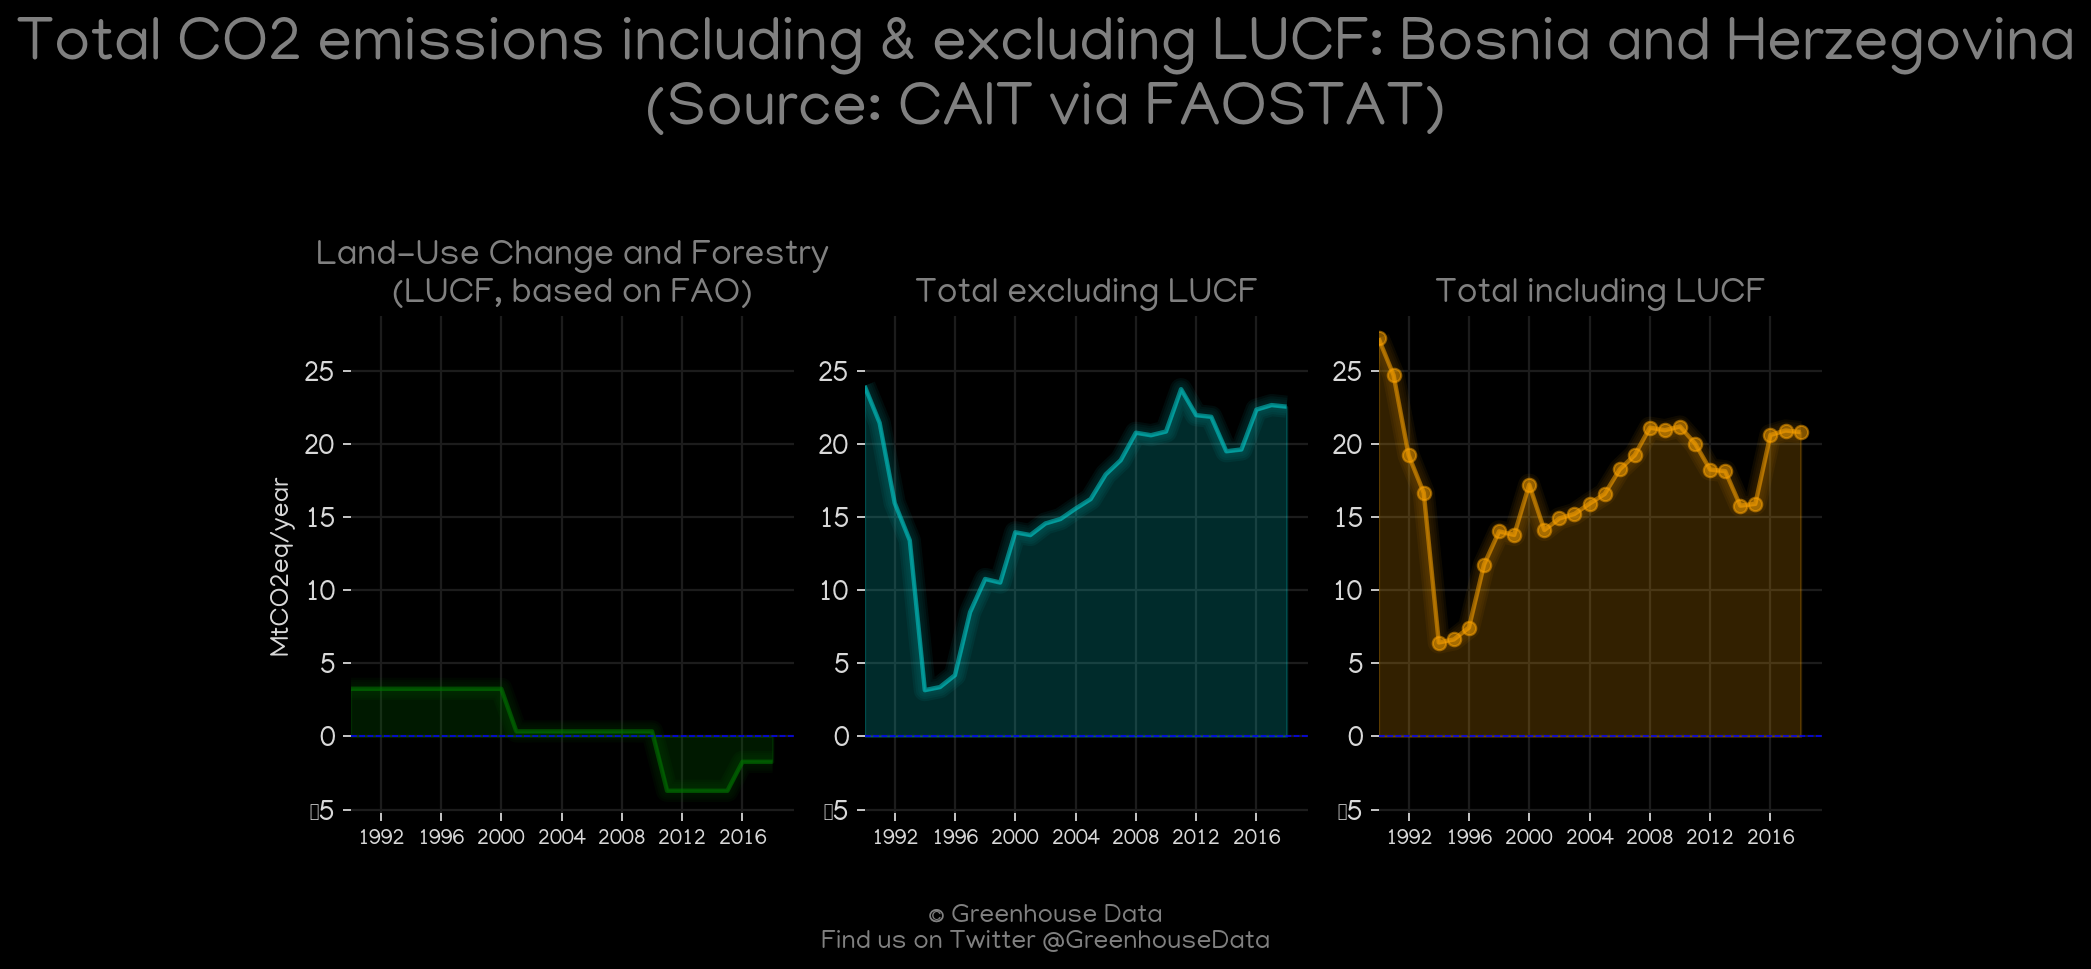 Total CO2 emissions including & excluding LUCF: Bosnia and Herzegovina
(Source: CAIT via FAOSTAT)
Land-Use Change and Forestry
(LUCF, based on FAO)
MtCO2eq/year
25
20
15
10
5
0
▯5
1992 1996 2000 2004 2008 2012 2016
Total excluding LUCF
25
20
15
10
5
0
▯5
1992 1996 2000 2004 2008 2012 2016
Total including LUCF
25
20
15
10
5
0
▯5
1992 1996 2000 2004 2008 2012 2016
© Greenhouse Data
Find us on Twitter @GreenhouseData